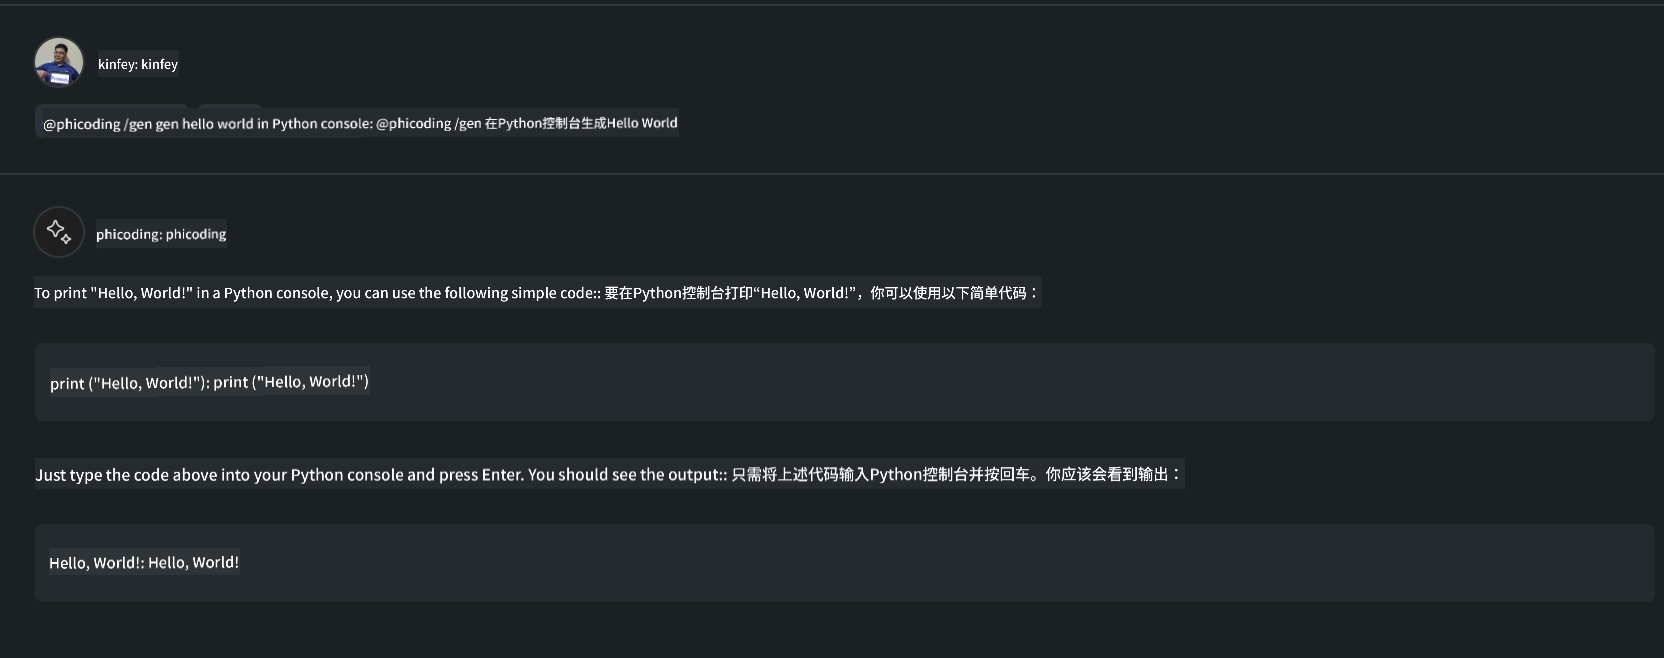 kinfey: kinfey
@phicoding /gen gen hello world in Python console: @phicoding /gen 在Python控制台生成Hello World
phicoding: phicoding
To print "Hello, World!" in a Python console, you can use the following simple code:: 要在Python控制台打印“Hello, World!”，你可以使用以下简单代码：
print ("Hello, World!"): print ("Hello, World!")
Just type the code above into your Python console and press Enter. You should see the output:: 只需将上述代码输入Python控制台并按回车。你应该会看到输出：
Hello, World!: Hello, World!